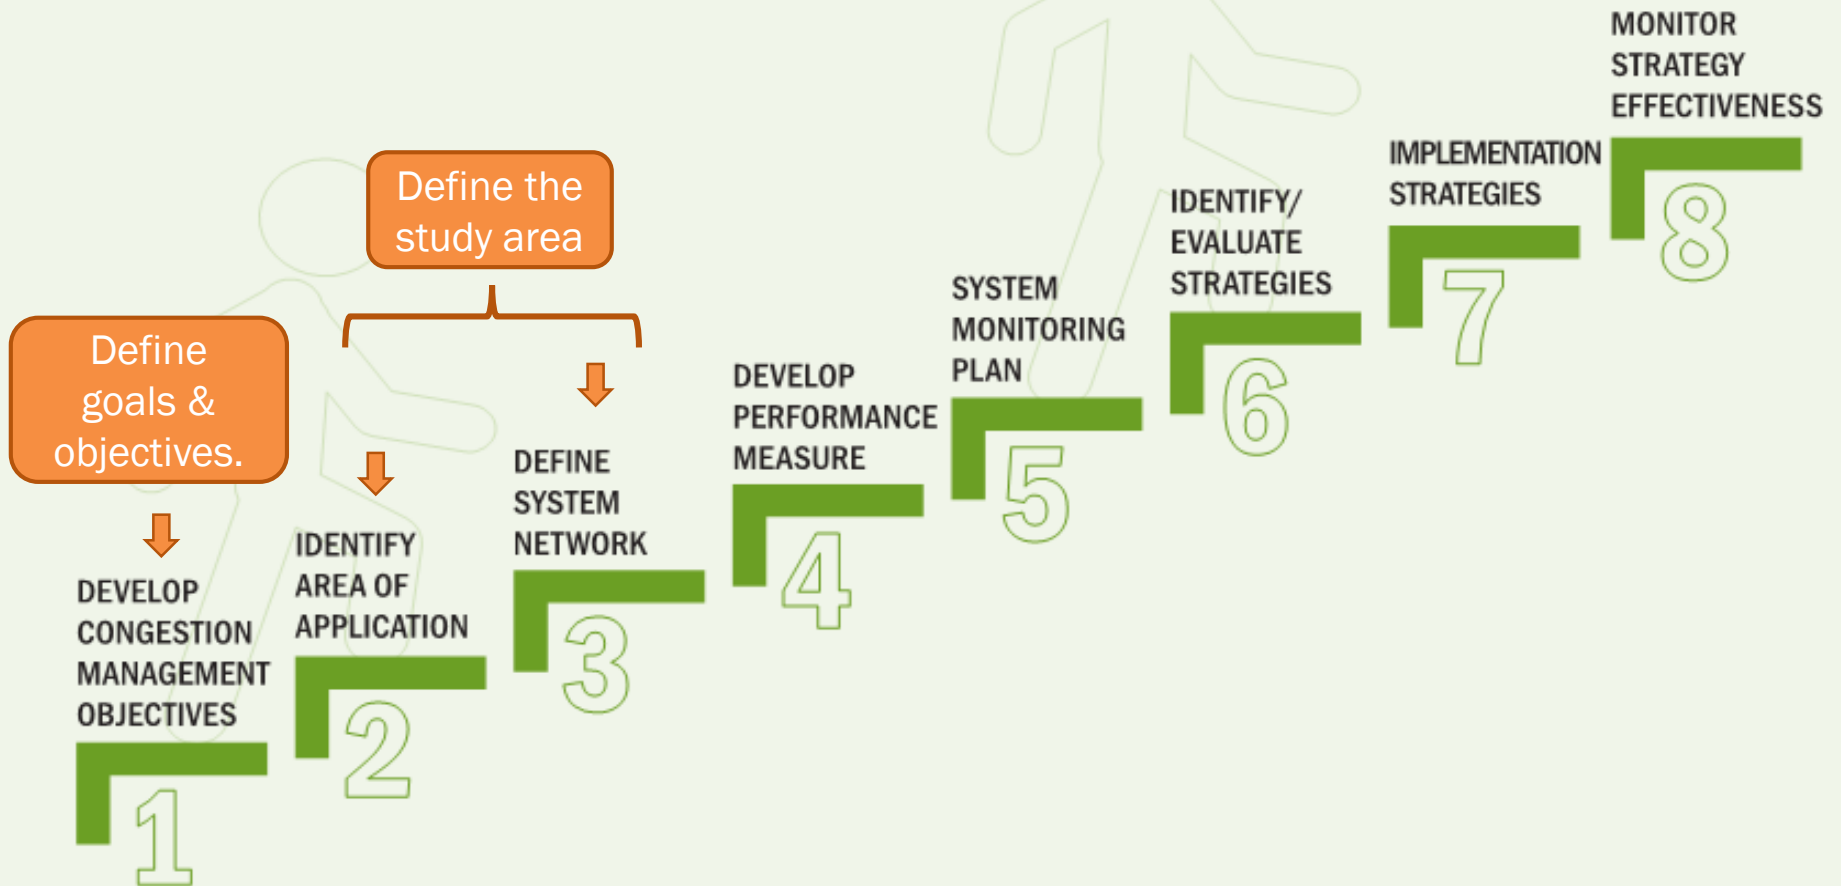 Define
goals &
objectives.
DEVELOP
CONGESTION
MANAGEMENT
OBJECTIVES
1
Define the
study area
IDENTIFY
AREA OF
APPLICATION
2
DEFINE
SYSTEM
NETWORK
3
DEVELOP
PERFORMANCE
MEASURE
4
SYSTEM
MONITORING
PLAN
5
IDENTIFY/
EVALUATE
STRATEGIES
6
IMPLEMENTATION
STRATEGIES
7
MONITOR
STRATEGY
EFFECTIVENESS
8